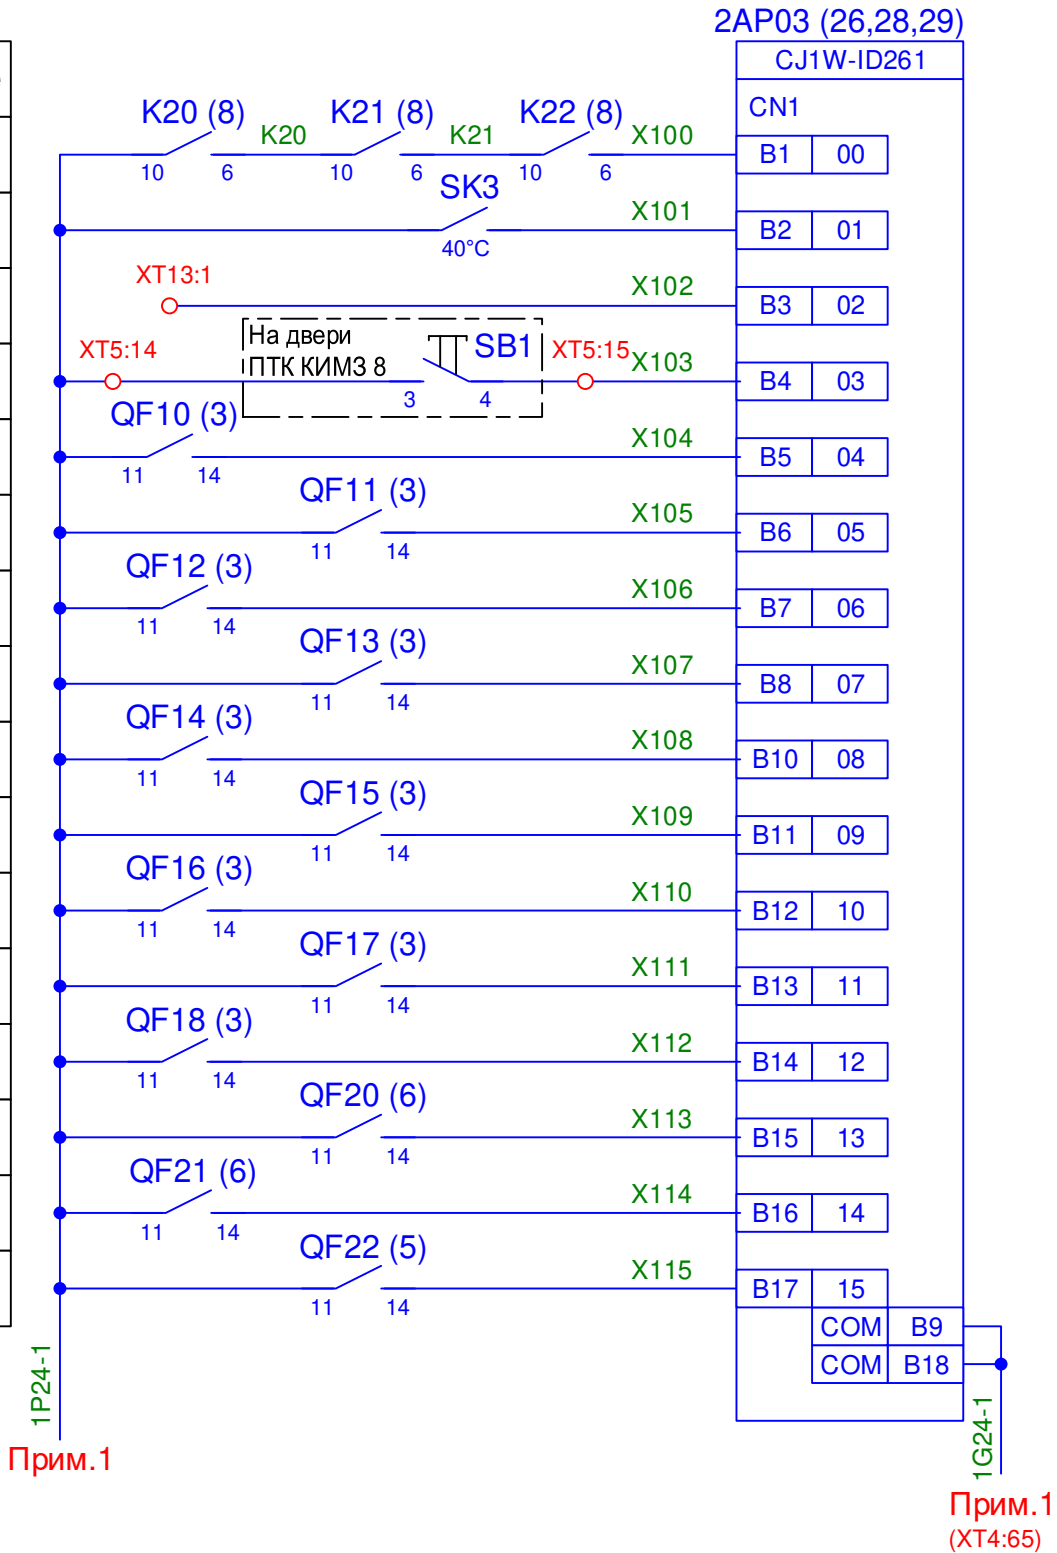 2AP03 (26,28,29)
CJ1W-ID261
CN1
K20 (8) K21 (8) K22 (8)
K20 K21 X100
10 6 10 6 10 6
B1 00
SK3
40°C
X101
B2 01
XT13:1
X102
B3 02
XT5:14
На двери
ПТК КИМЗ 8
SB1
3 4
XT5:15
X103
B4 03
QF10 (3)
11 14
X104
B5 04
QF11 (3)
11 14
X105
B6 05
QF12 (3)
11 14
X106
B7 06
QF13 (3)
11 14
X107
B8 07
QF14 (3)
11 14
X108
B10 08
QF15 (3)
11 14
X109
B11 09
QF16 (3)
11 14
X110
B12 10
QF17 (3)
11 14
X111
B13 11
QF18 (3)
11 14
X112
B14 12
QF20 (6)
11 14
X113
B15 13
QF21 (6)
11 14
X114
B16 14
QF22 (5)
11 14
X115
B17 15
COM B9
COM B18
1P24-1
Прим.1
1G24-1
Прим.1
(XT4:65)